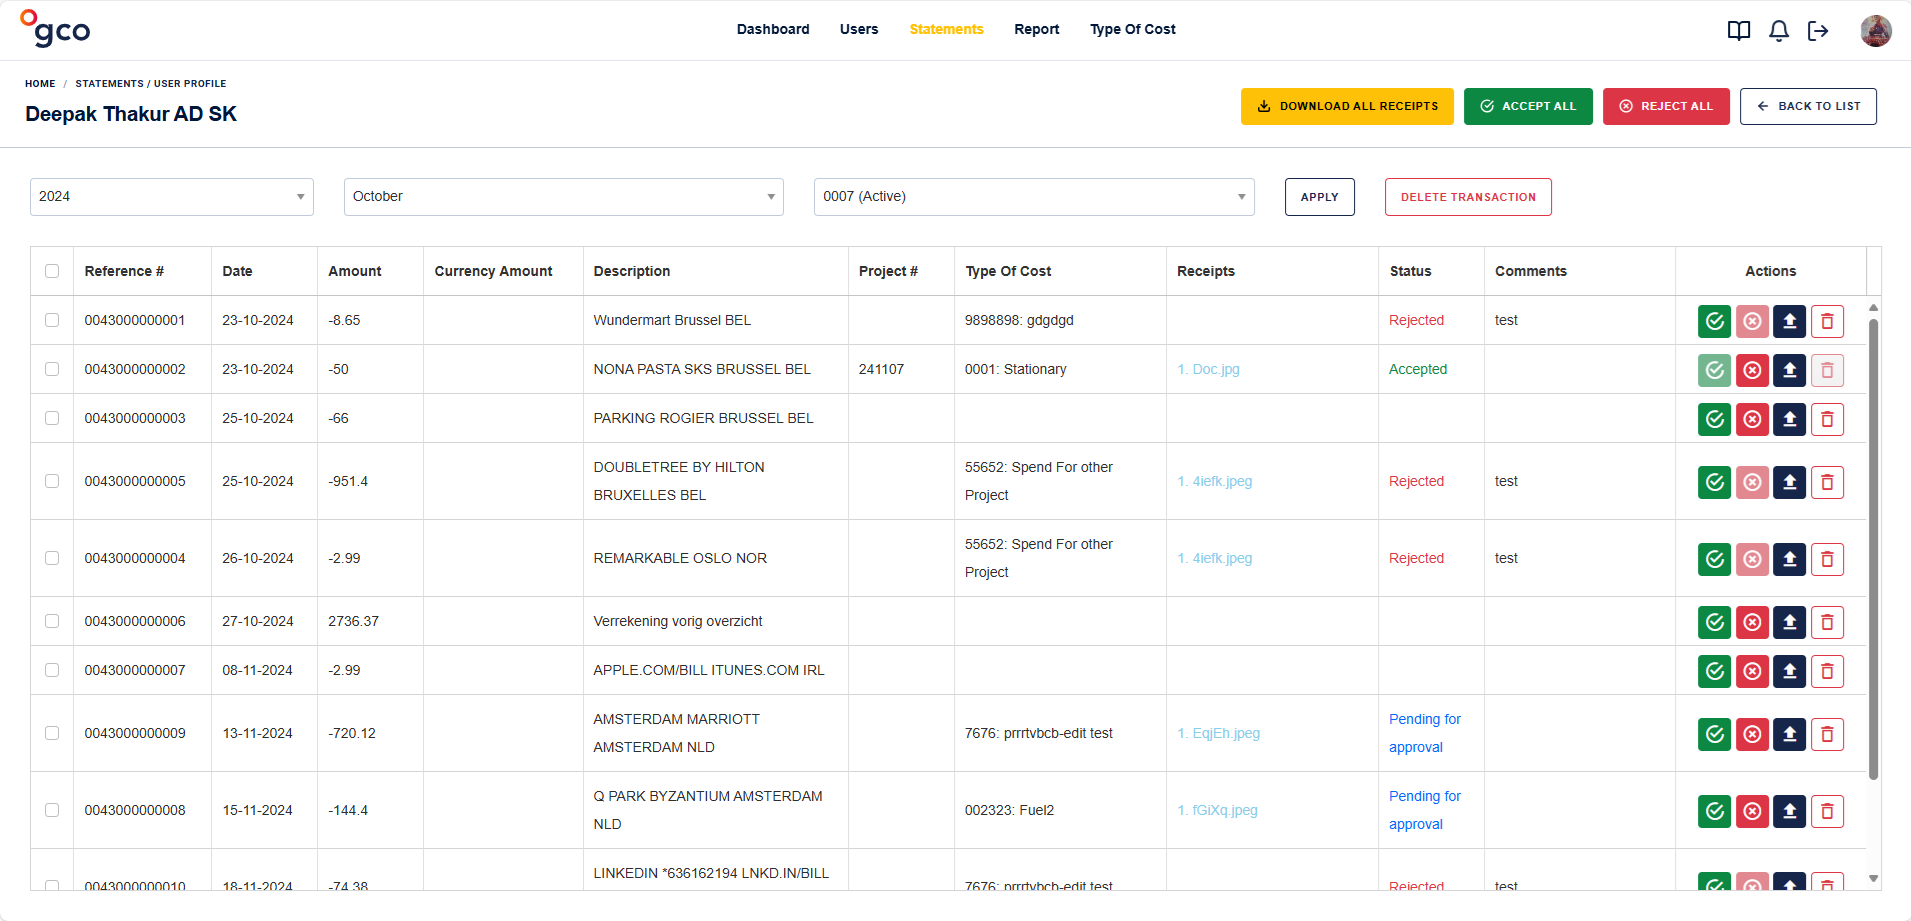 gco
Dashboard Users Statements Report Type Of Cost
HOME / STATEMENTS / USER PROFILE
Deepak Thakur AD SK
DOWNLOAD ALL RECEIPTS ACCEPT ALL REJECT ALL BACK TO LIST
2024 October 0007 (Active) APPLY DELETE TRANSACTION
Reference # Date Amount Currency Amount Description Project # Type Of Cost Receipts Status Comments Actions
0043000000001 23-10-2024 -8.65 Wundermart Brussel BEL 9898898: gdgdgd Rejected test
0043000000002 23-10-2024 -50 NONA PASTA SKS BRUSSEL BEL 241107 0001: Stationary 1. Doc.jpg Accepted
0043000000003 25-10-2024 -66 PARKING ROGIER BRUSSEL BEL
DOUBLETREE BY HILTON 55652: Spend For other
0043000000005 25-10-2024 -951.4 1. 4iefk.jpeg Rejected test
BRUXELLES BEL Project
55652: Spend For other
0043000000004 26-10-2024 -2.99 REMARKABLE OSLO NOR 1. 4iefk.jpeg Rejected test
Project
0043000000006 27-10-2024 2736.37 Verrekening vorig overzicht
0043000000007 08-11-2024 -2.99 APPLE.COM/BILL ITUNES.COM IRL
AMSTERDAM MARRIOTT Pending for
0043000000009 13-11-2024 -720.12 7676: prrrtvbcb-edit test 1. EqjEh.jpeg
AMSTERDAM NLD approval
Q PARK BYZANTIUM AMSTERDAM Pending for
0043000000008 15-11-2024 -144.4 002323: Fuel2 1. fGiXq.jpeg
NLD approval
LINKEDIN *636162194 LNKD.IN/BILL
0043000000010 18-11-2024 -74.38 7676: prrrtvbcb-edit test Rejected test